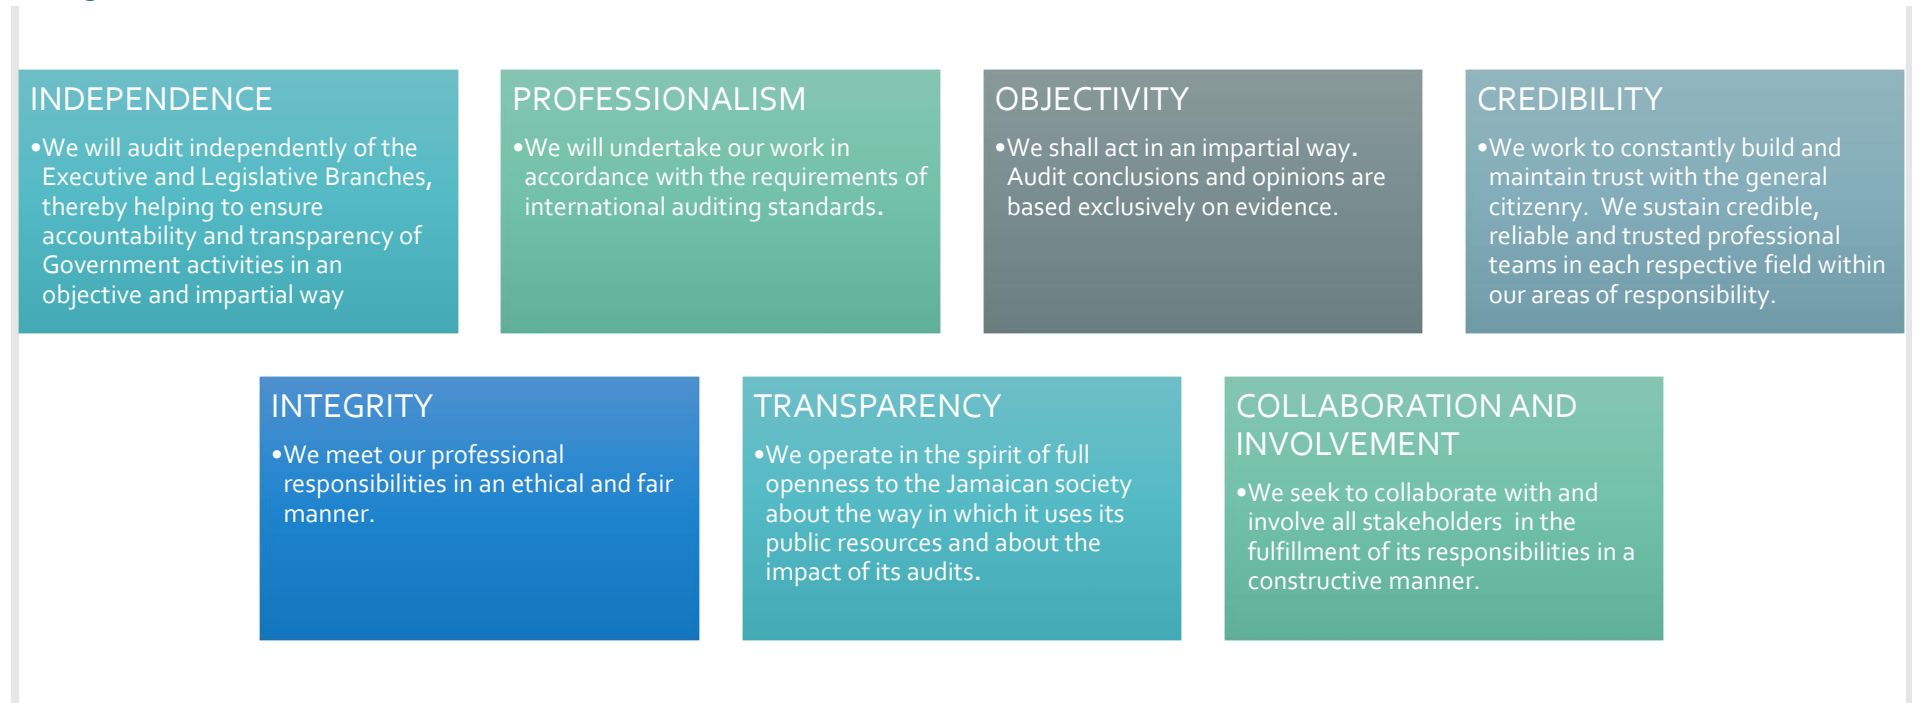 INDEPENDENCE
•We will audit independently of the
Executive and Legislative Branches,
thereby helping to ensure
accountability and transparency of
Government activities in an
objective and impartial way
PROFESSIONALISM
•We will undertake our work in
accordance with the requirements of
international auditing standards.
OBJECTIVITY
•We shall act in an impartial way.
Audit conclusions and opinions are
based exclusively on evidence.
CREDIBILITY
•We work to constantly build and
maintain trust with the general
citizenry.  We sustain credible,
reliable and trusted professional
teams in each respective field within
our areas of responsibility.
INTEGRITY
•We meet our professional
responsibilities in an ethical and fair
manner.
TRANSPARENCY
•We operate in the spirit of full
openness to the Jamaican society
about the way in which it uses its
public resources and about the
impact of its audits.
COLLABORATION AND
INVOLVEMENT
•We seek to collaborate with and
involve all stakeholders  in the
fulfillment of its responsibilities in a
constructive manner.